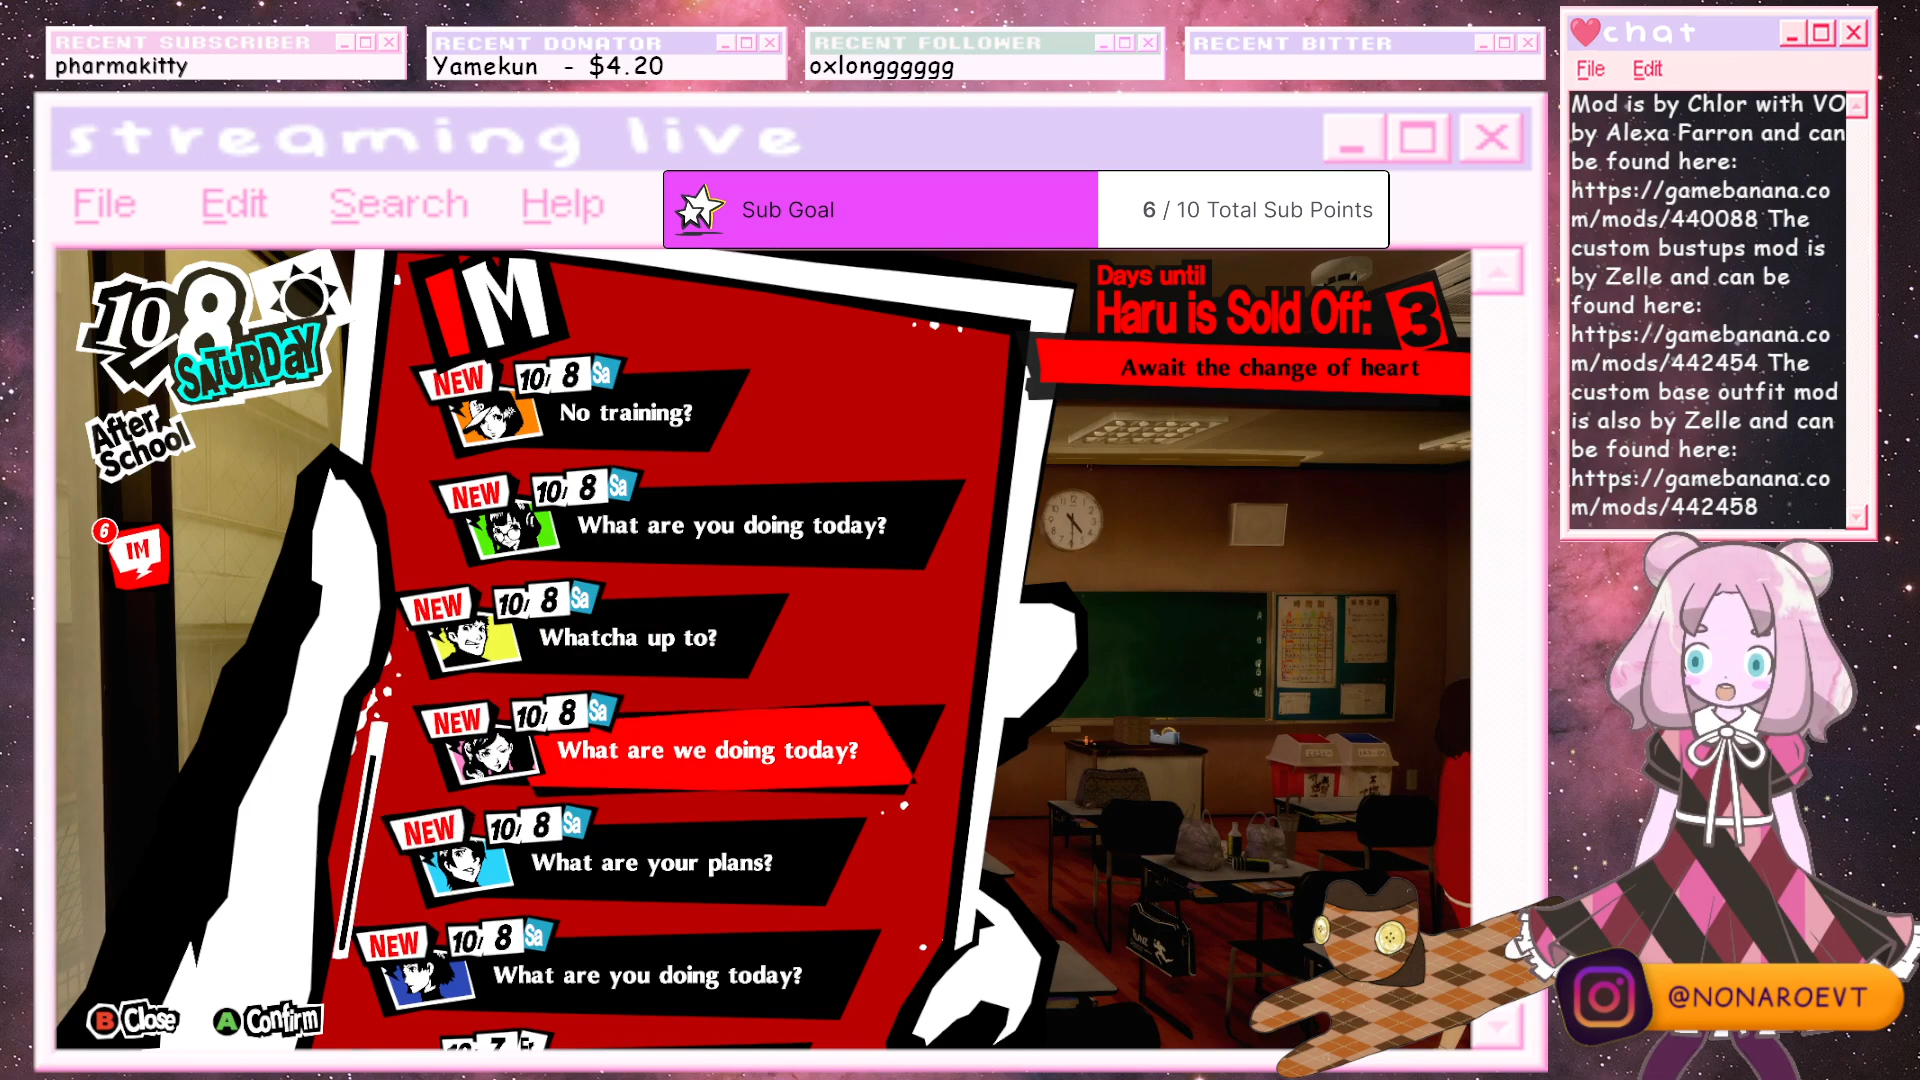 RECENT SUBSCRIBER
pharmakitty
RECENT DONATOR
Yamekun - $4.20
RECENT FOLLOWER
oxlongggggg
RECENT BITTER
chat
File Edit
Mod is by Chlor with VO
by Alexa Farron and can
be found here:
https://gamebanana.co
m/mods/440088 The
custom bustups mod is
by Zelle and can be
found here:
https://gamebanana.co
m/mods/442454 The
custom base outfit mod
is also by Zelle and can
be found here:
https://gamebanana.co
m/mods/442458
streaming live
File Edit Search Help
Sub Goal
6 / 10 Total Sub Points
10/8
SATURDAY
After School
6
IM
IM
NEW 10/ 8 Sa
No training?
NEW 10/ 8 Sa
What are you doing today?
NEW 10/ 8 Sa
Whatcha up to?
NEW 10/ 8 Sa
What are we doing today?
NEW 10/ 8 Sa
What are your plans?
NEW 10/ 8 Sa
What are you doing today?
Days until
Haru is Sold Off: 3
Await the change of heart
B Close
A Confirm
@NONAROEVT